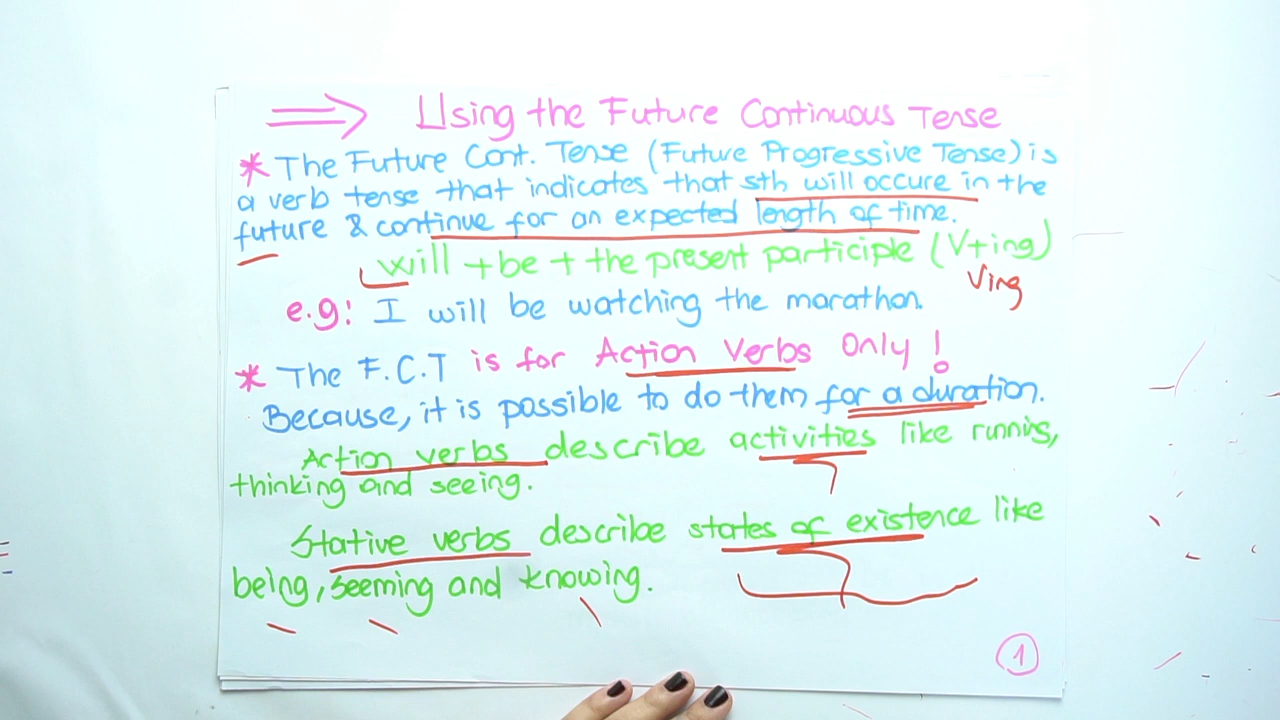 ⇒ Using the Future Continuous Tense
* The Future Cont. Tense (Future Progressive Tense) is
a verb tense that indicates that sth will occure in the
future & continue for an expected length of time.
will + be + the present participle (V+ing)
Ving
e.g: I will be watching the marathon.
* The F.C.T is for Action Verbs Only!
Because, it is possible to do them for a duration.
Action verbs describe activities like running,
thinking and seeing.
Stative verbs describe states of existence like
being, seeming and knowing.
1